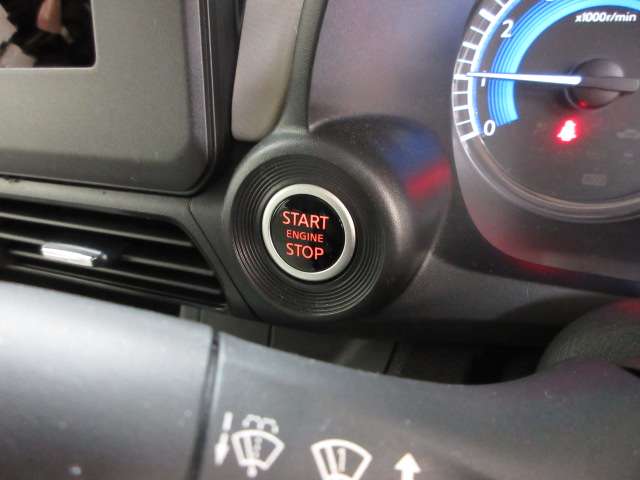 x1000r/min
2
1
0
START
ENGINE
STOP